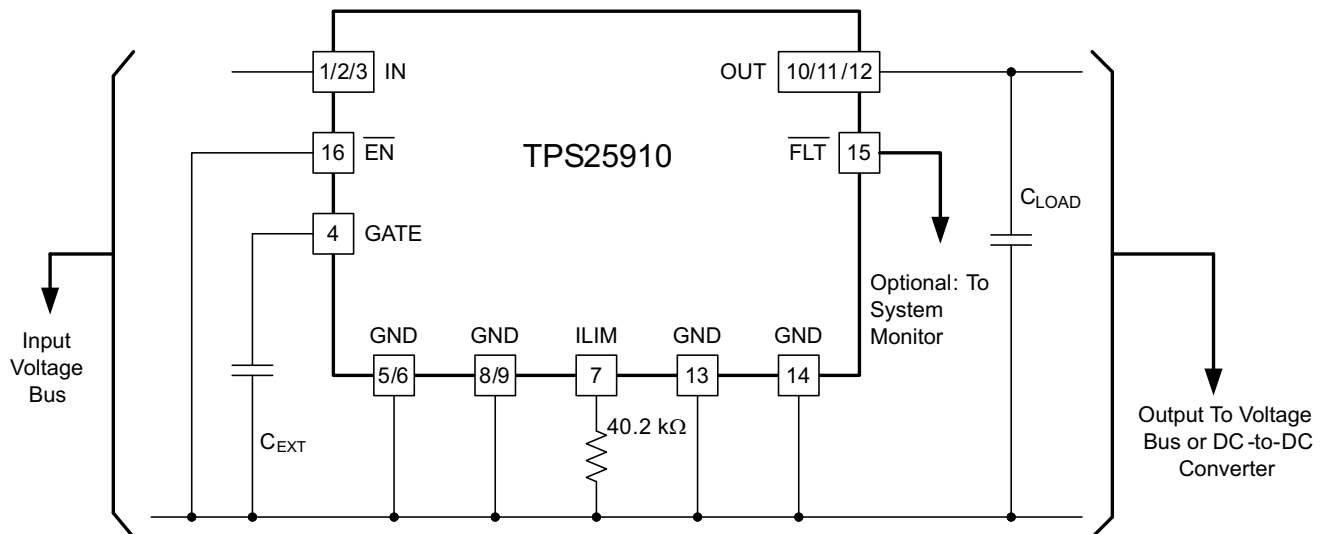 1/2/3 IN
OUT 10/11/12
16 EN
TPS25910
FLT 15
4 GATE
C_LOAD
Optional: To
System
Monitor
Input
Voltage
Bus
GND
GND
ILIM
GND
GND
5/6
8/9
7
13
14
C_EXT
40.2 kΩ
Output To Voltage
Bus or DC-to-DC
Converter